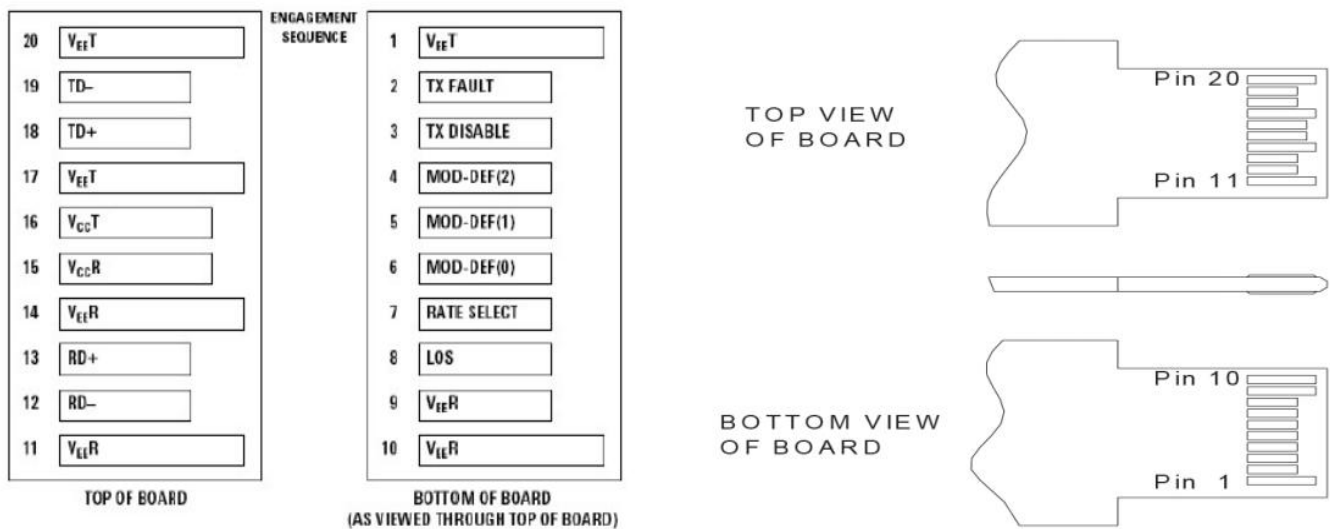 ENGAGEMENT
SEQUENCE
20 VEET
19 TD–
18 TD+
17 VEET
16 VCCT
15 VCCR
14 VEER
13 RD+
12 RD–
11 VEER
TOP OF BOARD
1 VEET
2 TX FAULT
3 TX DISABLE
4 MOD-DEF(2)
5 MOD-DEF(1)
6 MOD-DEF(0)
7 RATE SELECT
8 LOS
9 VEER
10 VEER
BOTTOM OF BOARD
(AS VIEWED THROUGH TOP OF BOARD)
TOP VIEW
OF BOARD
Pin 20
Pin 11
BOTTOM VIEW
OF BOARD
Pin 10
Pin 1